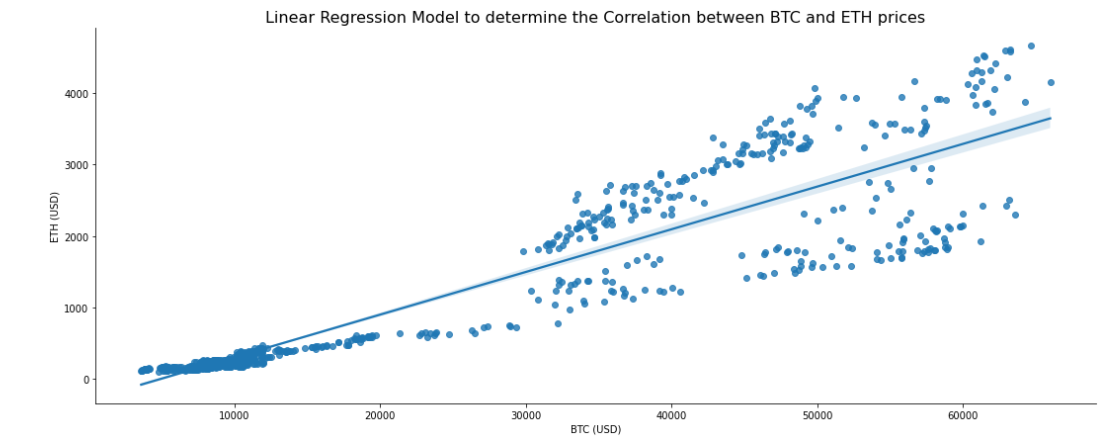 Linear Regression Model to determine the Correlation between BTC and ETH prices
ETH (USD)
4000
3000
2000
1000
0
10000 20000 30000 40000 50000 60000
BTC (USD)